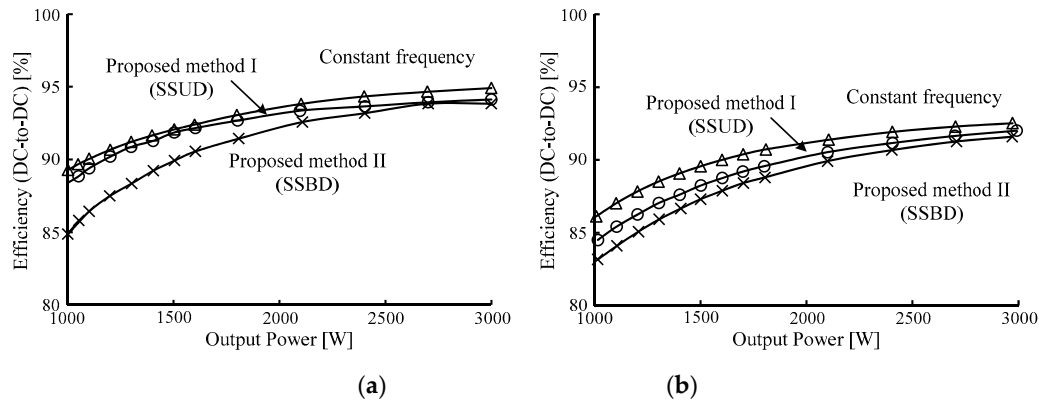 100
95
90
85
80
Efficiency (DC-to-DC) [%]
Proposed method I
(SSUD)
Constant frequency
Proposed method II
(SSBD)
1000
1500
2000
2500
3000
Output Power [W]
(a)
100
95
90
85
80
Efficiency (DC-to-DC) [%]
Proposed method I
(SSUD)
Constant frequency
Proposed method II
(SSBD)
1000
1500
2000
2500
3000
Output Power [W]
(b)